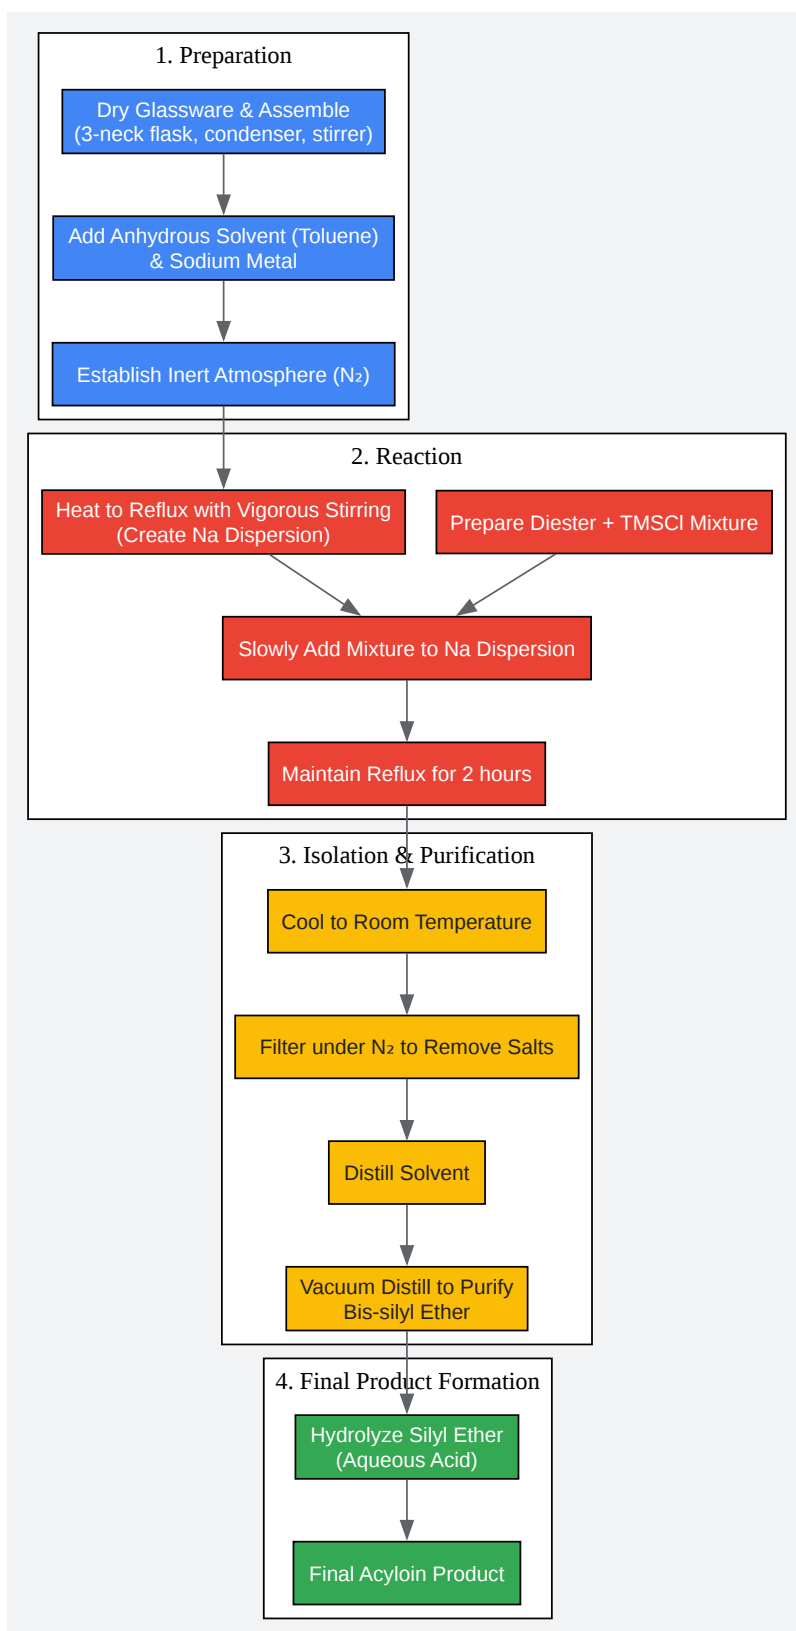 1. Preparation
Dry Glassware & Assemble
(3-neck flask, condenser, stirrer)
Add Anhydrous Solvent (Toluene)
& Sodium Metal
Establish Inert Atmosphere (N₂)
2. Reaction
Heat to Reflux with Vigorous Stirring
(Create Na Dispersion)
Prepare Diester + TMSCl Mixture
Slowly Add Mixture to Na Dispersion
Maintain Reflux for 2 hours
3. Isolation & Purification
Cool to Room Temperature
Filter under N₂ to Remove Salts
Distill Solvent
Vacuum Distill to Purify
Bis-silyl Ether
4. Final Product Formation
Hydrolyze Silyl Ether
(Aqueous Acid)
Final Acyloin Product